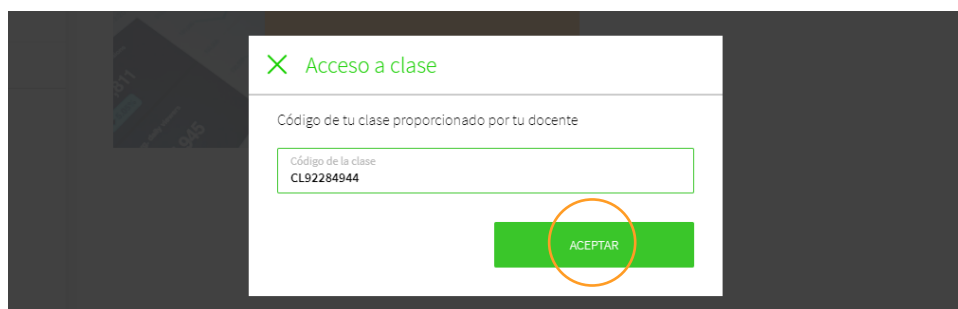 Acceso a clase
Código de tu clase proporcionado por tu docente
Código de la clase
CL92284944
ACEPTAR